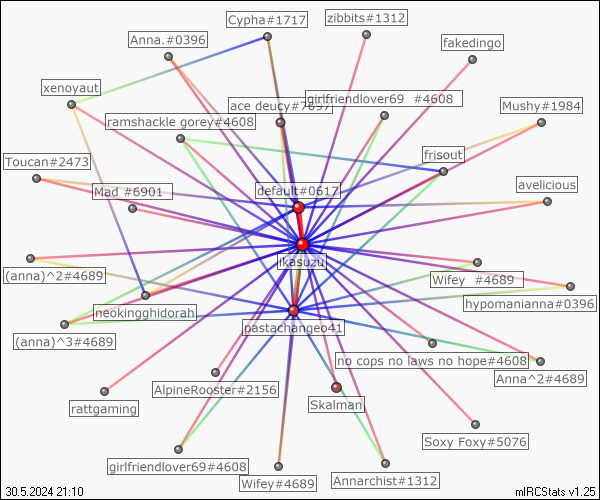 Cypha#1717
zibbits#1312
Anna.#0396
fakedingo
xenoyaut
ace deucy#7697
girlfriendlover69 #4608
Mushy#1984
ramshackle gorey#4608
frisout
Toucan#2473
Mad #6901
default#0617
avelicious
ikasuzu
(anna)^2#4689
Wifey #4689
hypomanianna#0396
neokingghidorah
pastachangeo41
(anna)^3#4689
no cops no laws no hope#4608
Anna^2#4689
AlpineRooster#2156
rattgaming
Skalman
Soxy Foxy#5076
girlfriendlover69#4608
Wifey#4689
Annarchist#1312
30.5.2024 21:10
mIRCStats v1.25